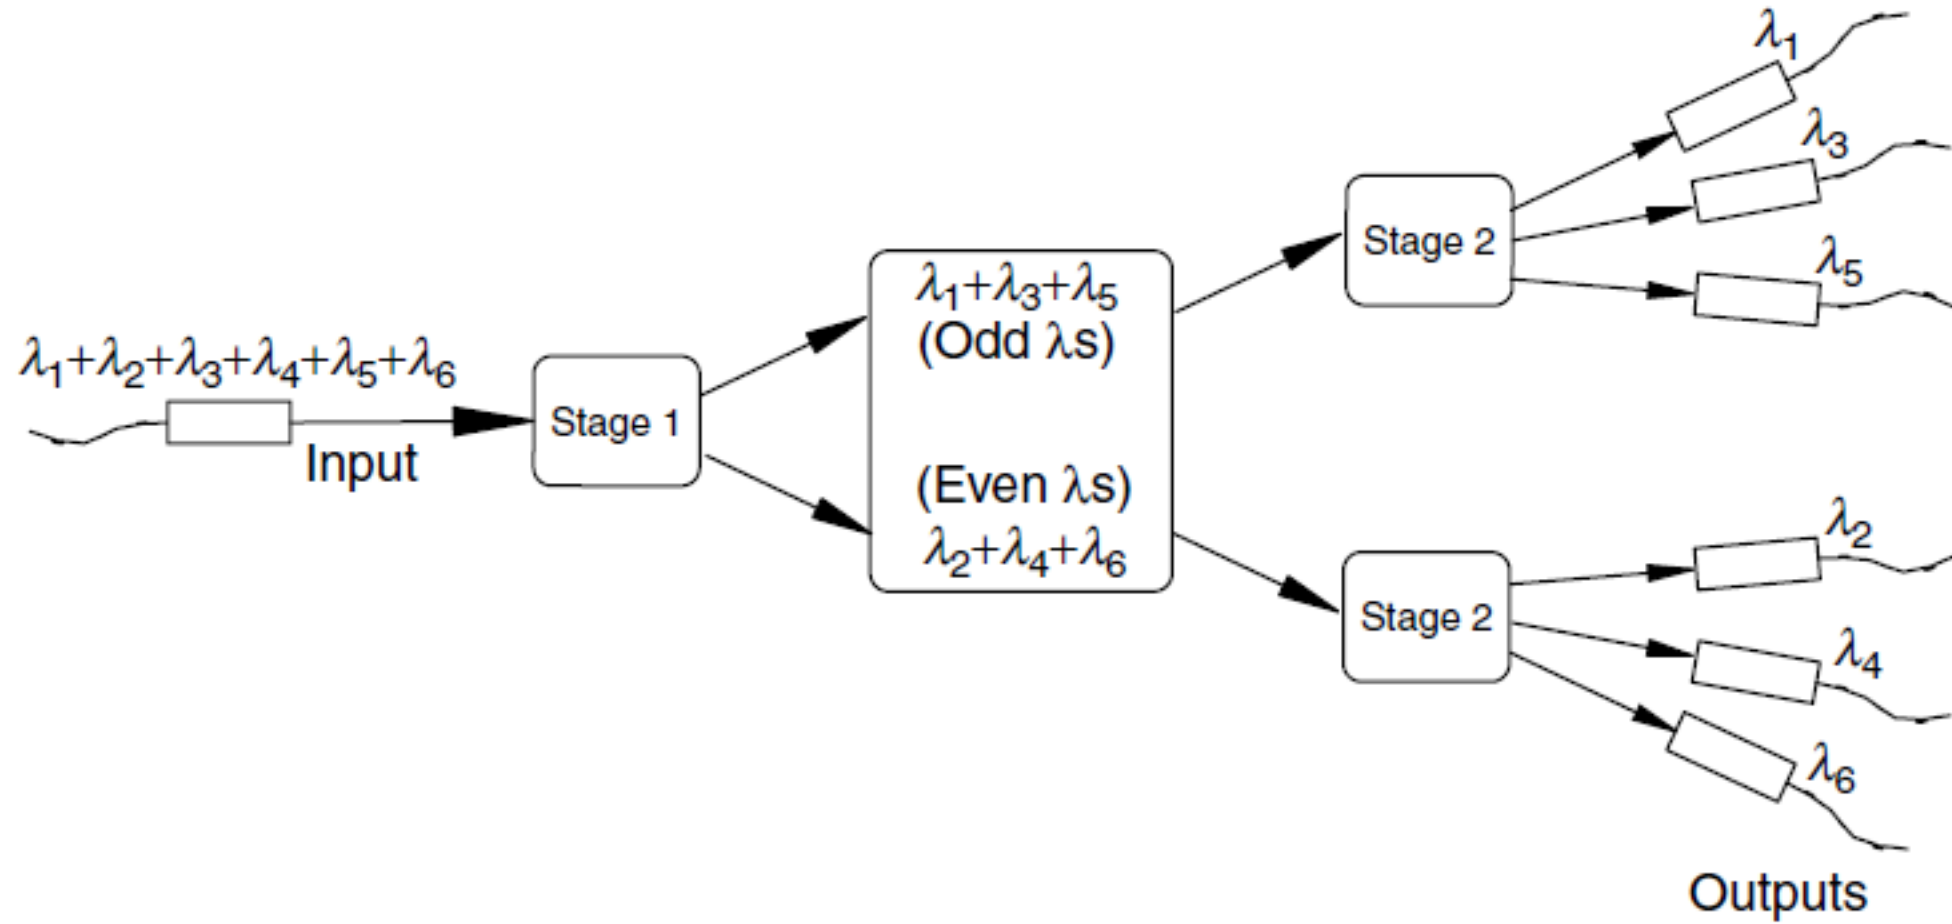 λ1+λ2+λ3+λ4+λ5+λ6
Input
Stage 1
λ1+λ3+λ5
(Odd λs)
(Even λs)
λ2+λ4+λ6
Stage 2
λ1
λ3
λ5
Stage 2
λ2
λ4
λ6
Outputs